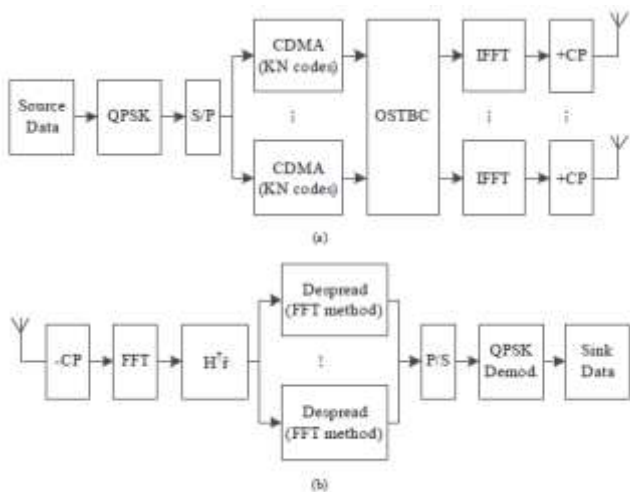 Source
Data
QPSK
S/P
CDMA
(KN codes)
⋮
CDMA
(KN codes)
OSTBC
IFFT
⋮
IFFT
+CP
⋮
+CP
(a)
-CP
FFT
H†r̂
Despread
(FFT method)
⋮
Despread
(FFT method)
P/S
QPSK
Demod.
Sink
Data
(b)